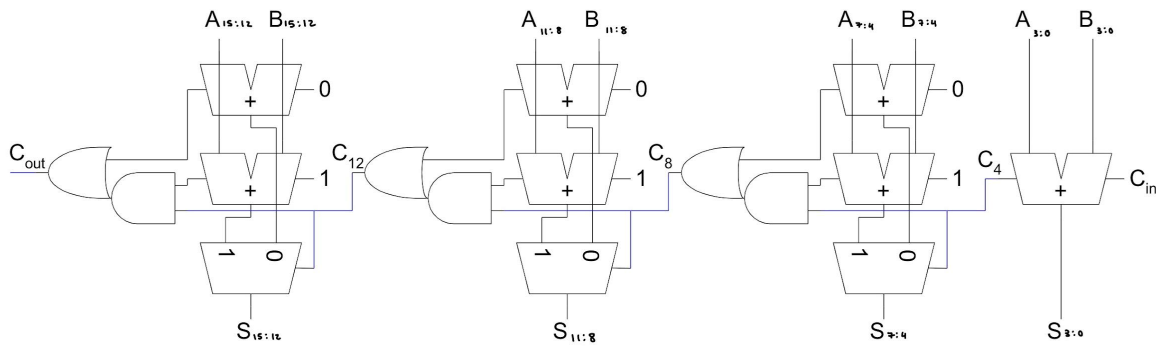 A15:12 B15:12 A11:8 B11:8 A7:4 B7:4 A3:0 B3:0
0 0 0
+ + +
Cout C12 C8 C4
1 1 1 Cin
+ + + +
1 0 1 0 1 0
S15:12 S11:8 S7:4 S3:0